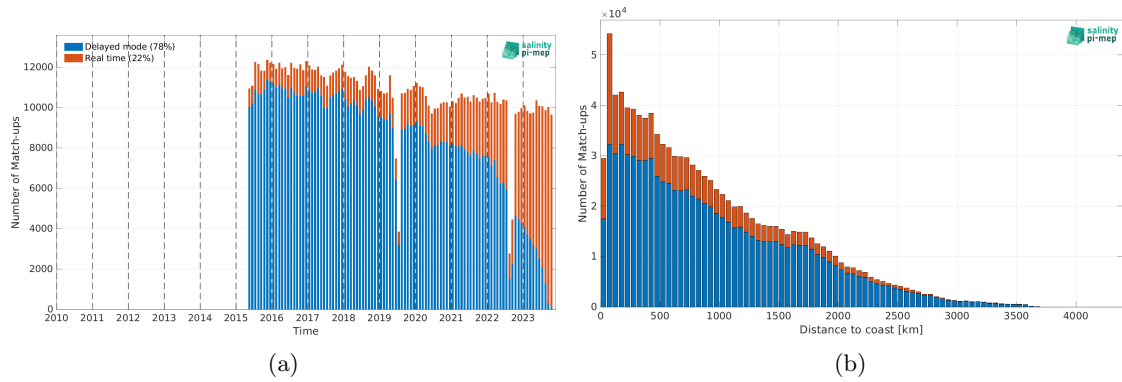 Delayed mode (78%)
Real time (22%)
salinity
pi-mep
Number of Match-ups
12000
10000
8000
6000
4000
2000
0
2010 2011 2012 2013 2014 2015 2016 2017 2018 2019 2020 2021 2022 2023
Time
(a)
×10⁴
salinity
pi-mep
Number of Match-ups
5
4
3
2
1
0
0 500 1000 1500 2000 2500 3000 3500 4000
Distance to coast [km]
(b)